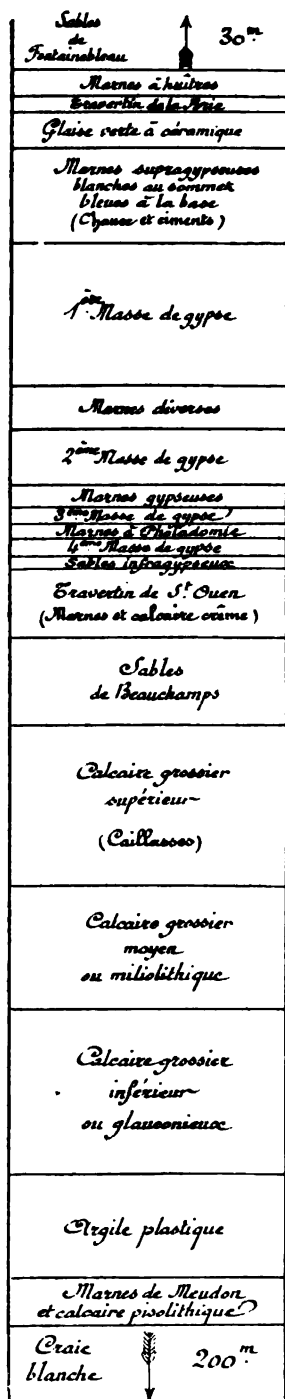 Sables
de
Fontainebleau
30 m.
Marnes à huîtres
Travertin de la Brie
Glaise verte à céramique
Marnes supragypseuses
blanches au sommet
bleues à la base
(Chaux et ciments)
1ère Masse de gypse
Marnes diverses
2ème Masse de gypse
Marnes gypseuses
3ème Masse de gypse
Marnes à Pholadomie
4ème Masse de gypse
Sables infragypseux
Travertin de St Ouen
(Marnes et calcaire crème)
Sables
de Beauchamps
Calcaire grossier
supérieur
(Caillasses)
Calcaire grossier
moyen
ou miliolithique
Calcaire grossier
inférieur
ou glauconieux
Argile plastique
Marnes de Meudon
et calcaire pisolithique
Craie
blanche
200 m